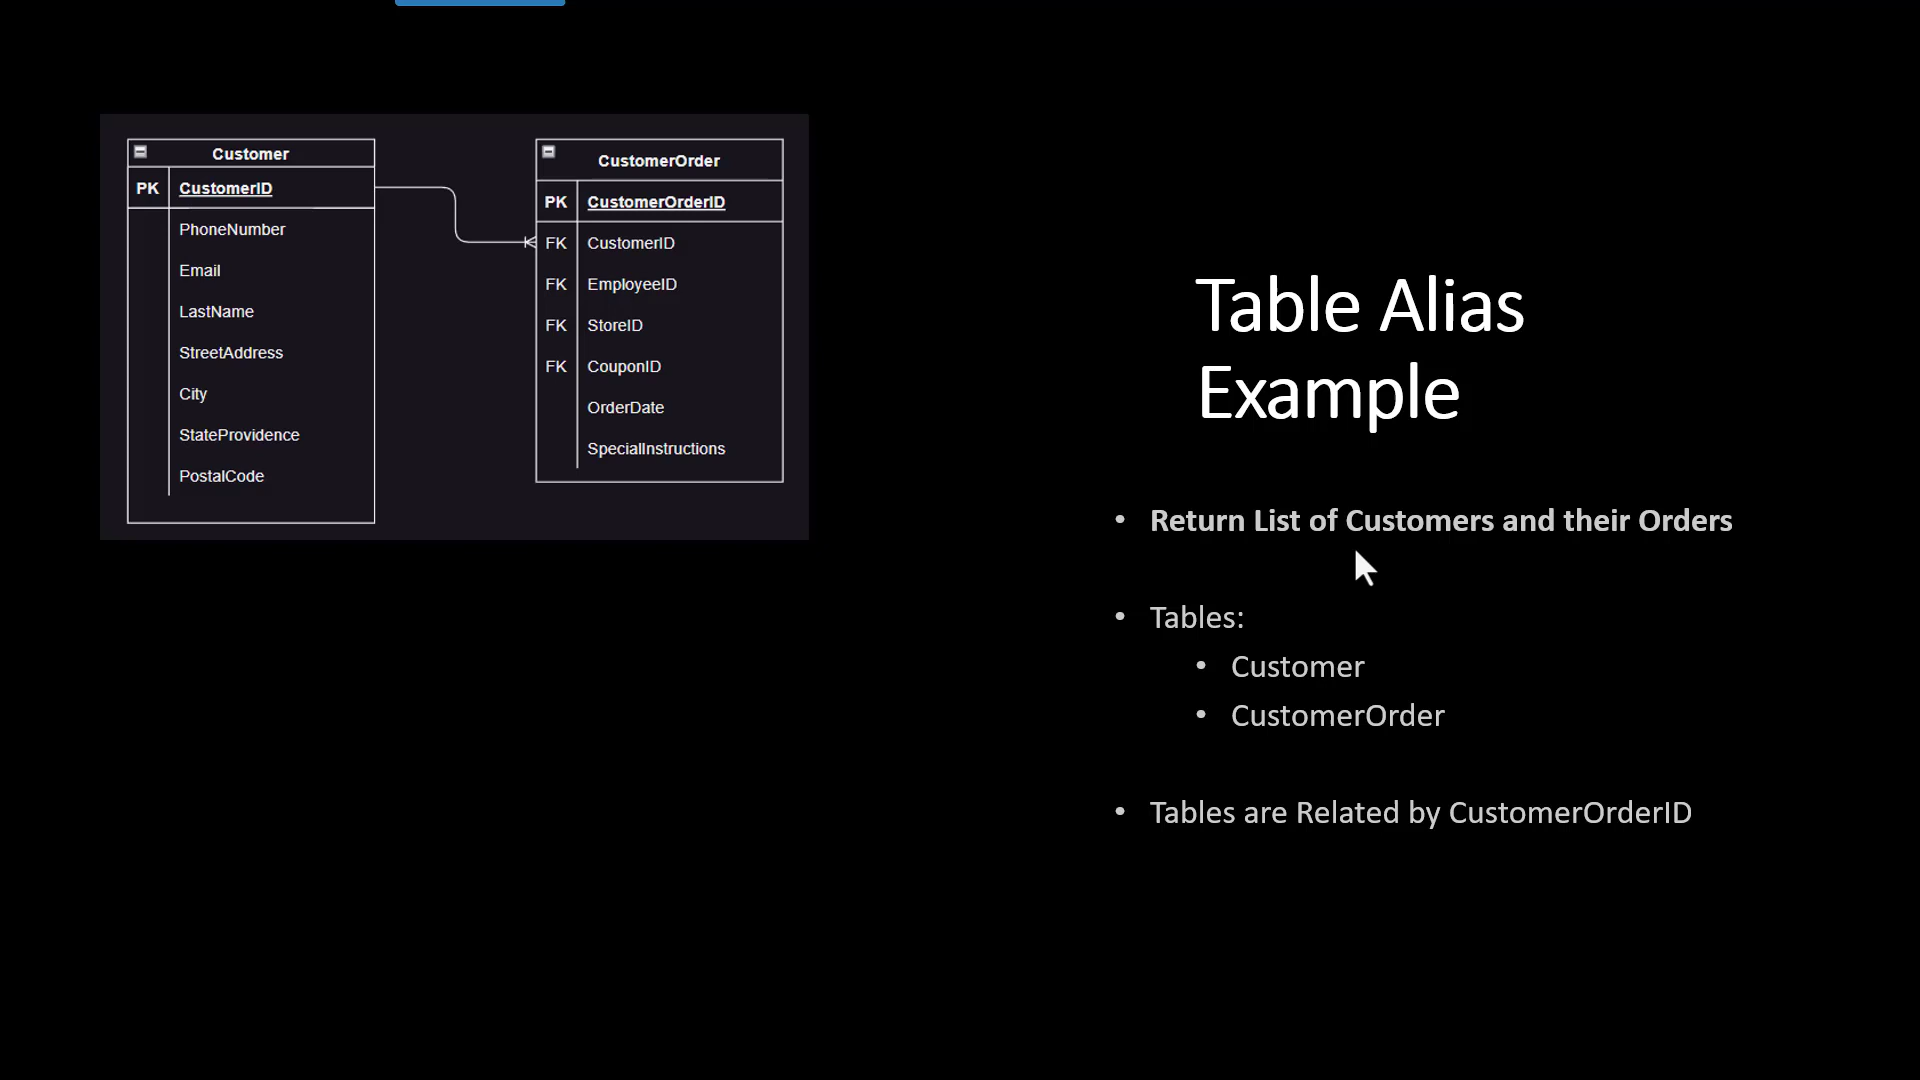 Customer
PK CustomerID
PhoneNumber
Email
LastName
StreetAddress
City
StateProvidence
PostalCode
CustomerOrder
PK CustomerOrderID
FK CustomerID
FK EmployeeID
FK StoreID
FK CouponID
OrderDate
SpecialInstructions
Table Alias
Example
• Return List of Customers and their Orders
• Tables:
• Customer
• CustomerOrder
• Tables are Related by CustomerOrderID